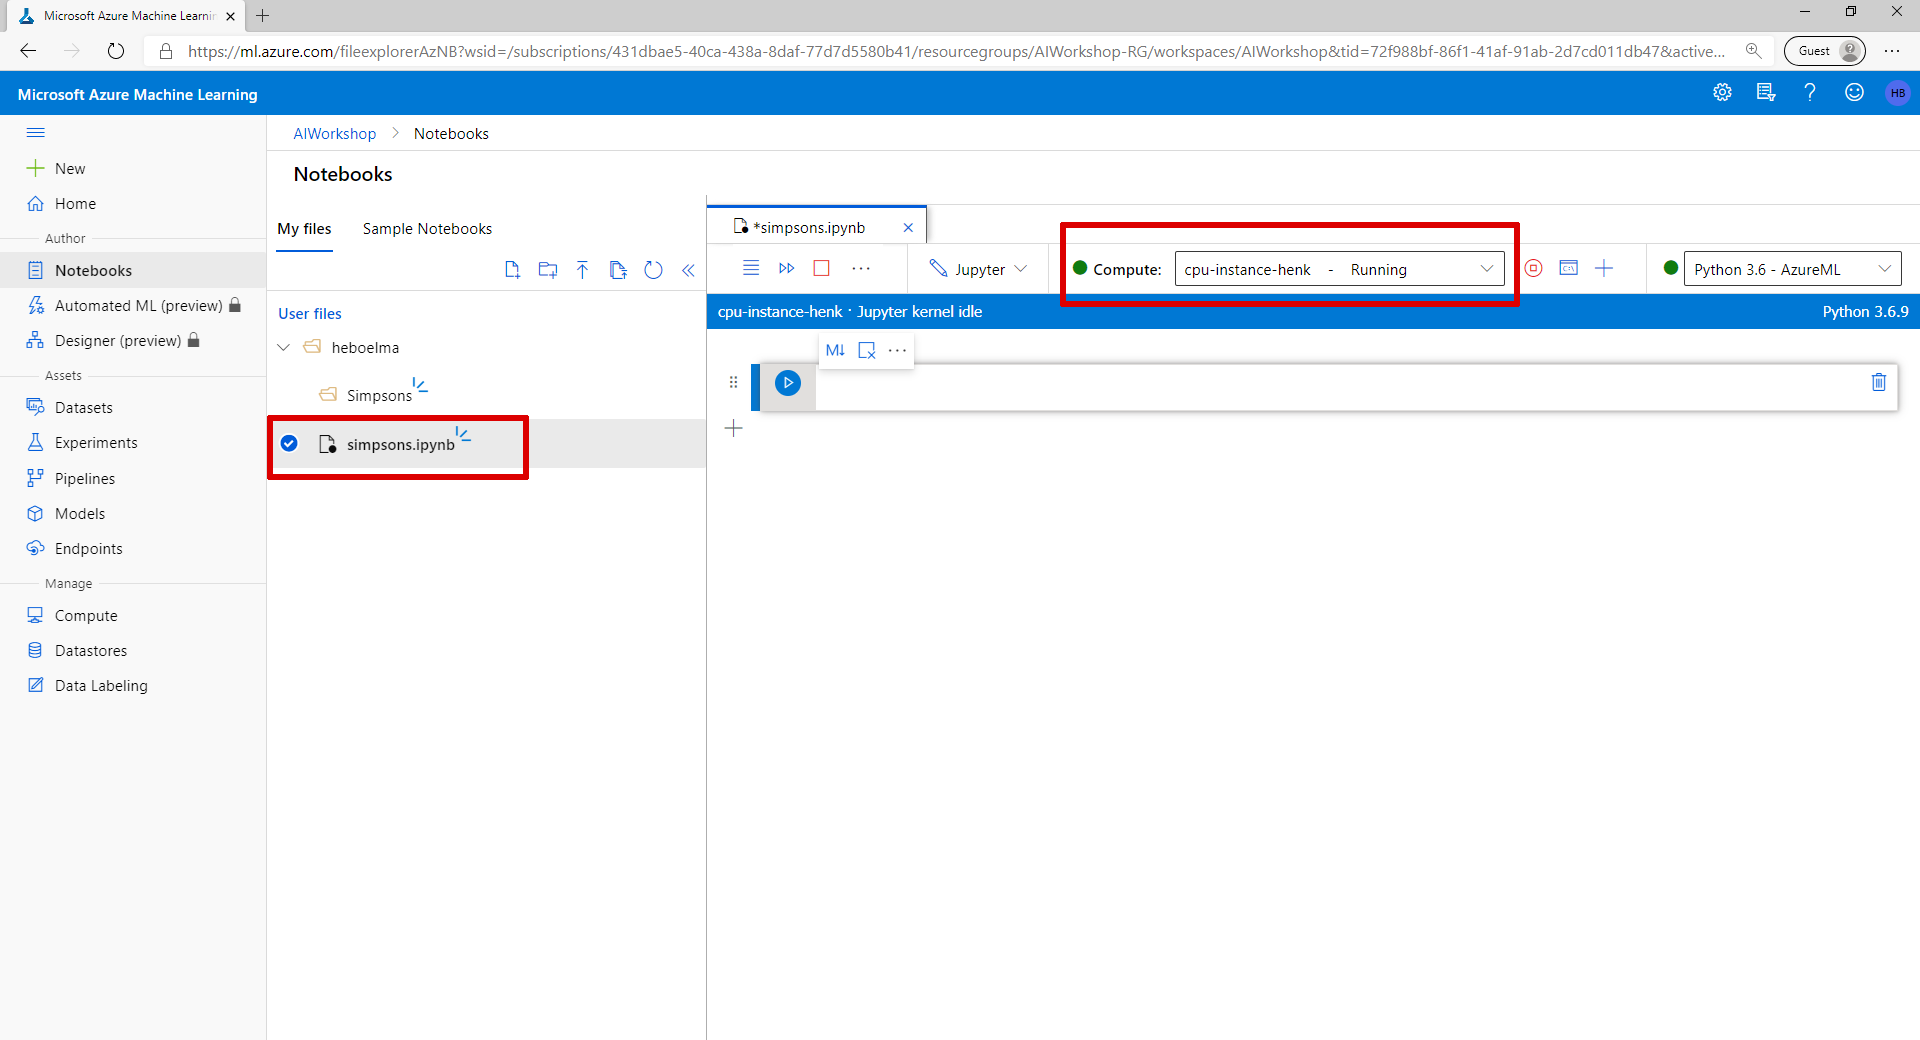 Microsoft Azure Machine Learnin
https://ml.azure.com/fileexplorerAzNB?wsid=/subscriptions/431dbae5-40ca-438a-8daf-77d7d5580b41/resourcegroups/AIWorkshop-RG/workspaces/AIWorkshop&tid=72f988bf-86f1-41af-91ab-2d7cd011db47&active...
Guest
Microsoft Azure Machine Learning
HB
New
Home
Author
Notebooks
Automated ML (preview)
Designer (preview)
Assets
Datasets
Experiments
Pipelines
Models
Endpoints
Manage
Compute
Datastores
Data Labeling
AIWorkshop > Notebooks
Notebooks
My files Sample Notebooks
User files
heboelma
Simpsons
simpsons.ipynb
*simpsons.ipynb
Jupyter
Compute: cpu-instance-henk - Running
Python 3.6 - AzureML
cpu-instance-henk · Jupyter kernel idle
Python 3.6.9
M↓